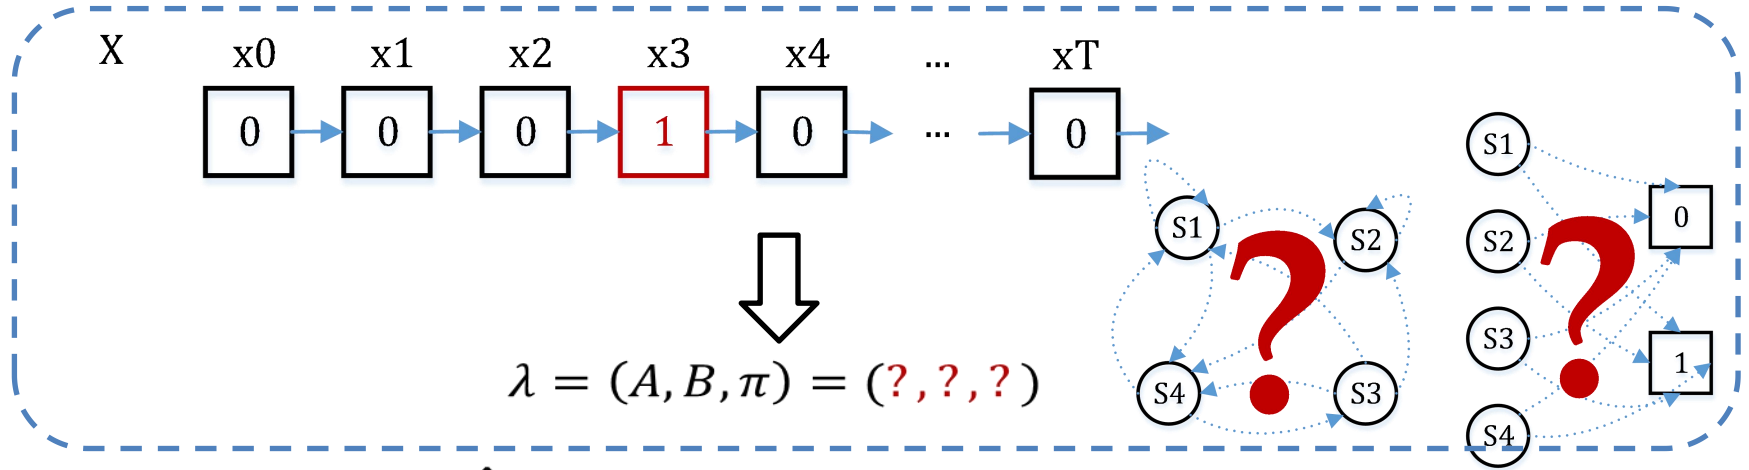 X x0 x1 x2 x3 x4 ... xT
0 0 0 1 0 ... 0
λ = (A, B, π) = (?, ?, ?)
S1 S2
S4 S3
?
S1
S2
S3
S4
0
1
?